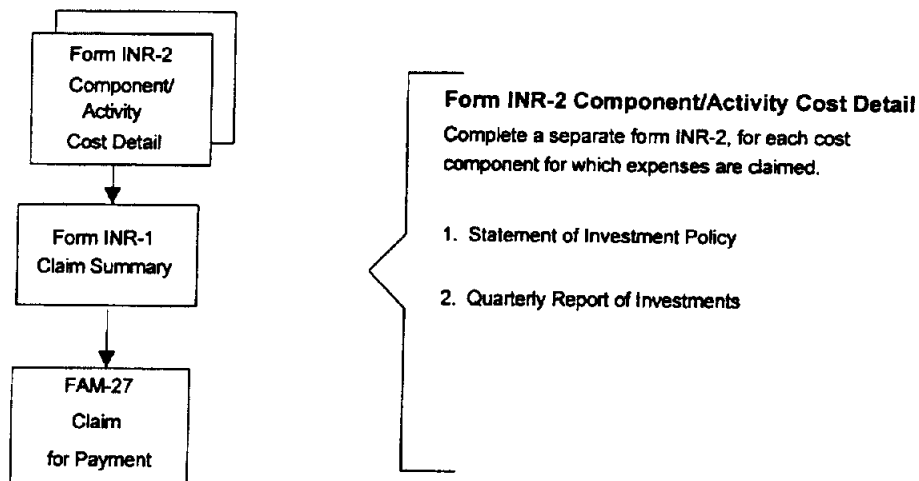 Form INR-2
Component/
Activity
Cost Detail
Form INR-1
Claim Summary
FAM-27
Claim
for Payment
Form INR-2 Component/Activity Cost Detail
Complete a separate form INR-2, for each cost
component for which expenses are claimed.
1. Statement of Investment Policy
2. Quarterly Report of Investments